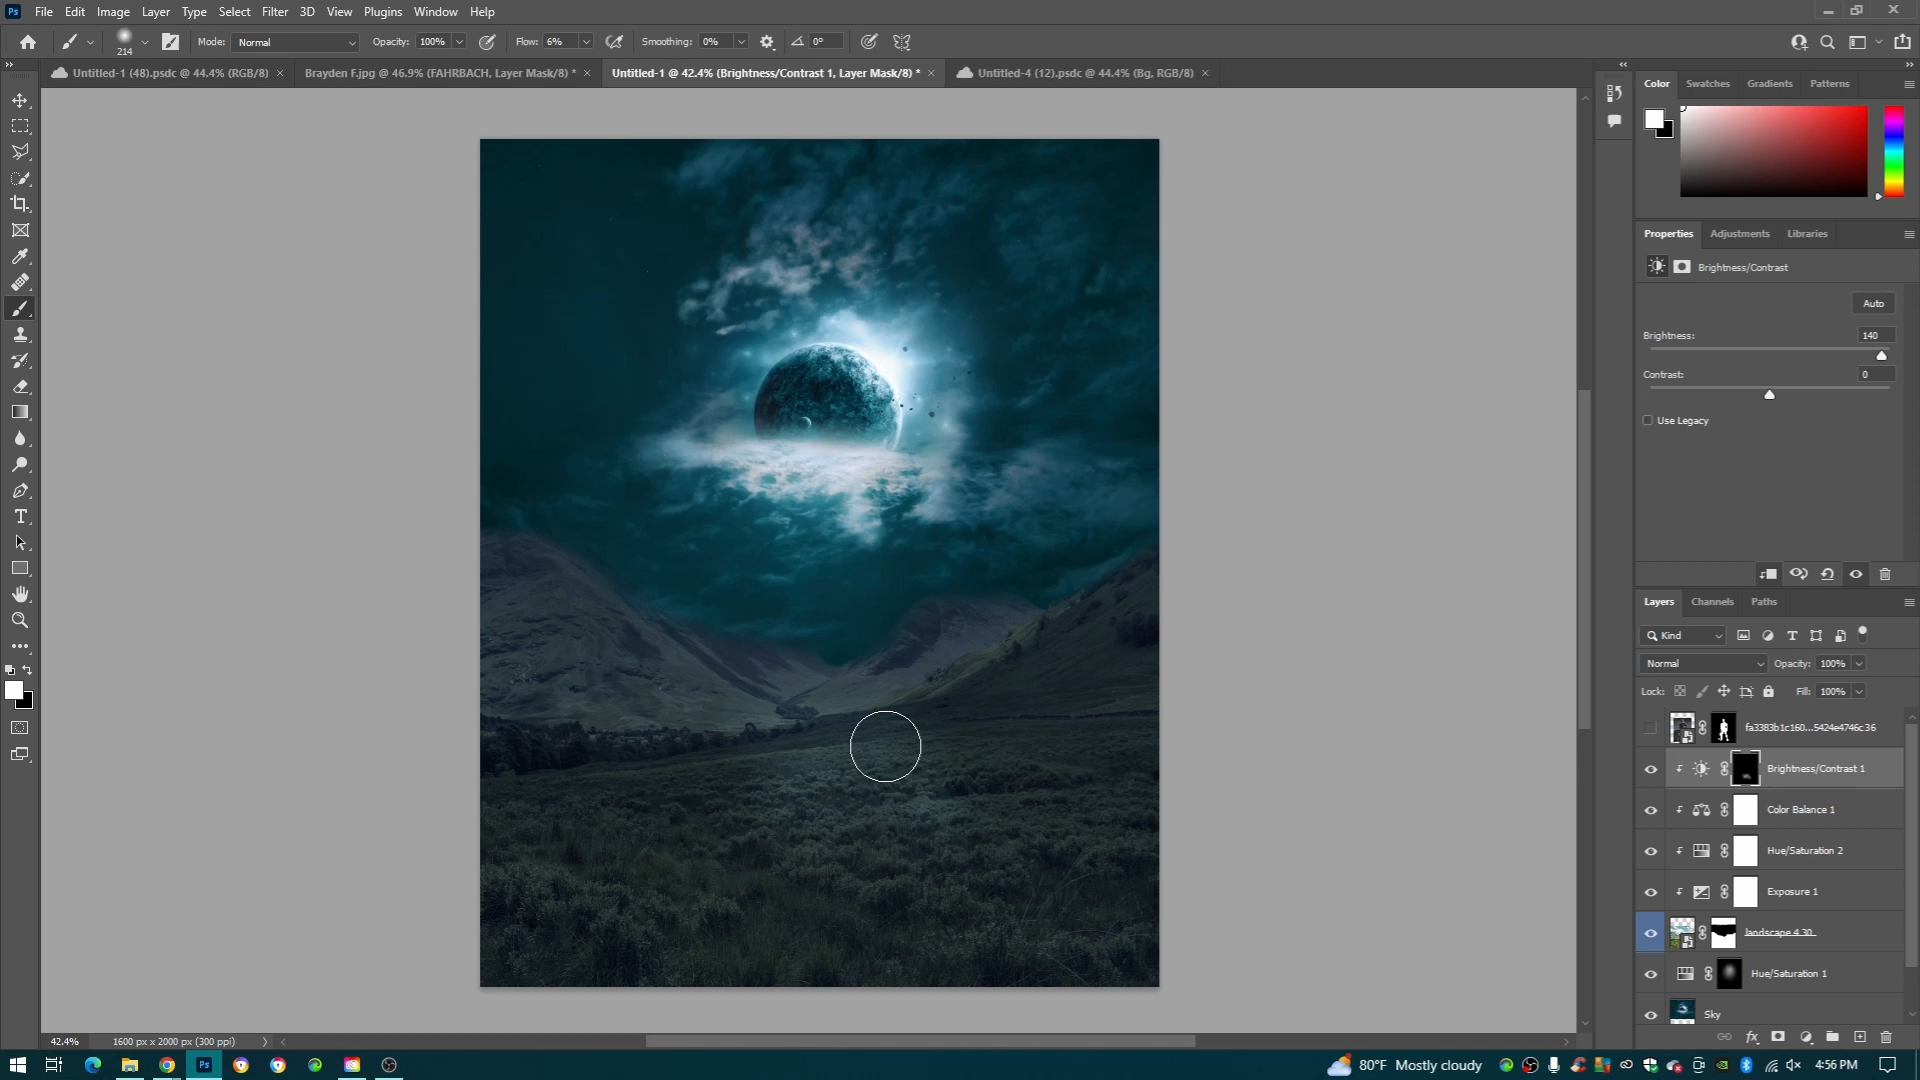 Ps File Edit Image Layer Type Select Filter 3D View Plugins Window Help
214 Mode: Normal Opacity: 100% Flow: 6% Smoothing: 0% 0°
Untitled-1 (48).psdc @ 44.4% (RGB/8) × Brayden F.jpg @ 46.9% (FAHRBACH, Layer Mask/8) * × Untitled-1 @ 42.4% (Brightness/Contrast 1, Layer Mask/8) * × Untitled-4 (12).psdc @ 44.4% (Bg, RGB/8) ×
Color Swatches Gradients Patterns
Properties Adjustments Libraries
Brightness/Contrast
Auto
Brightness: 140
Contrast: 0
Use Legacy
Layers Channels Paths
Kind
Normal Opacity: 100%
Lock: Fill: 100%
fa3383b1c160...5424e4746c36
Brightness/Contrast 1
Color Balance 1
Hue/Saturation 2
Exposure 1
landscape 4.30
Hue/Saturation 1
Sky
42.4% 1600 px x 2000 px (300 ppi)
Ps 80°F Mostly cloudy 4:56 PM